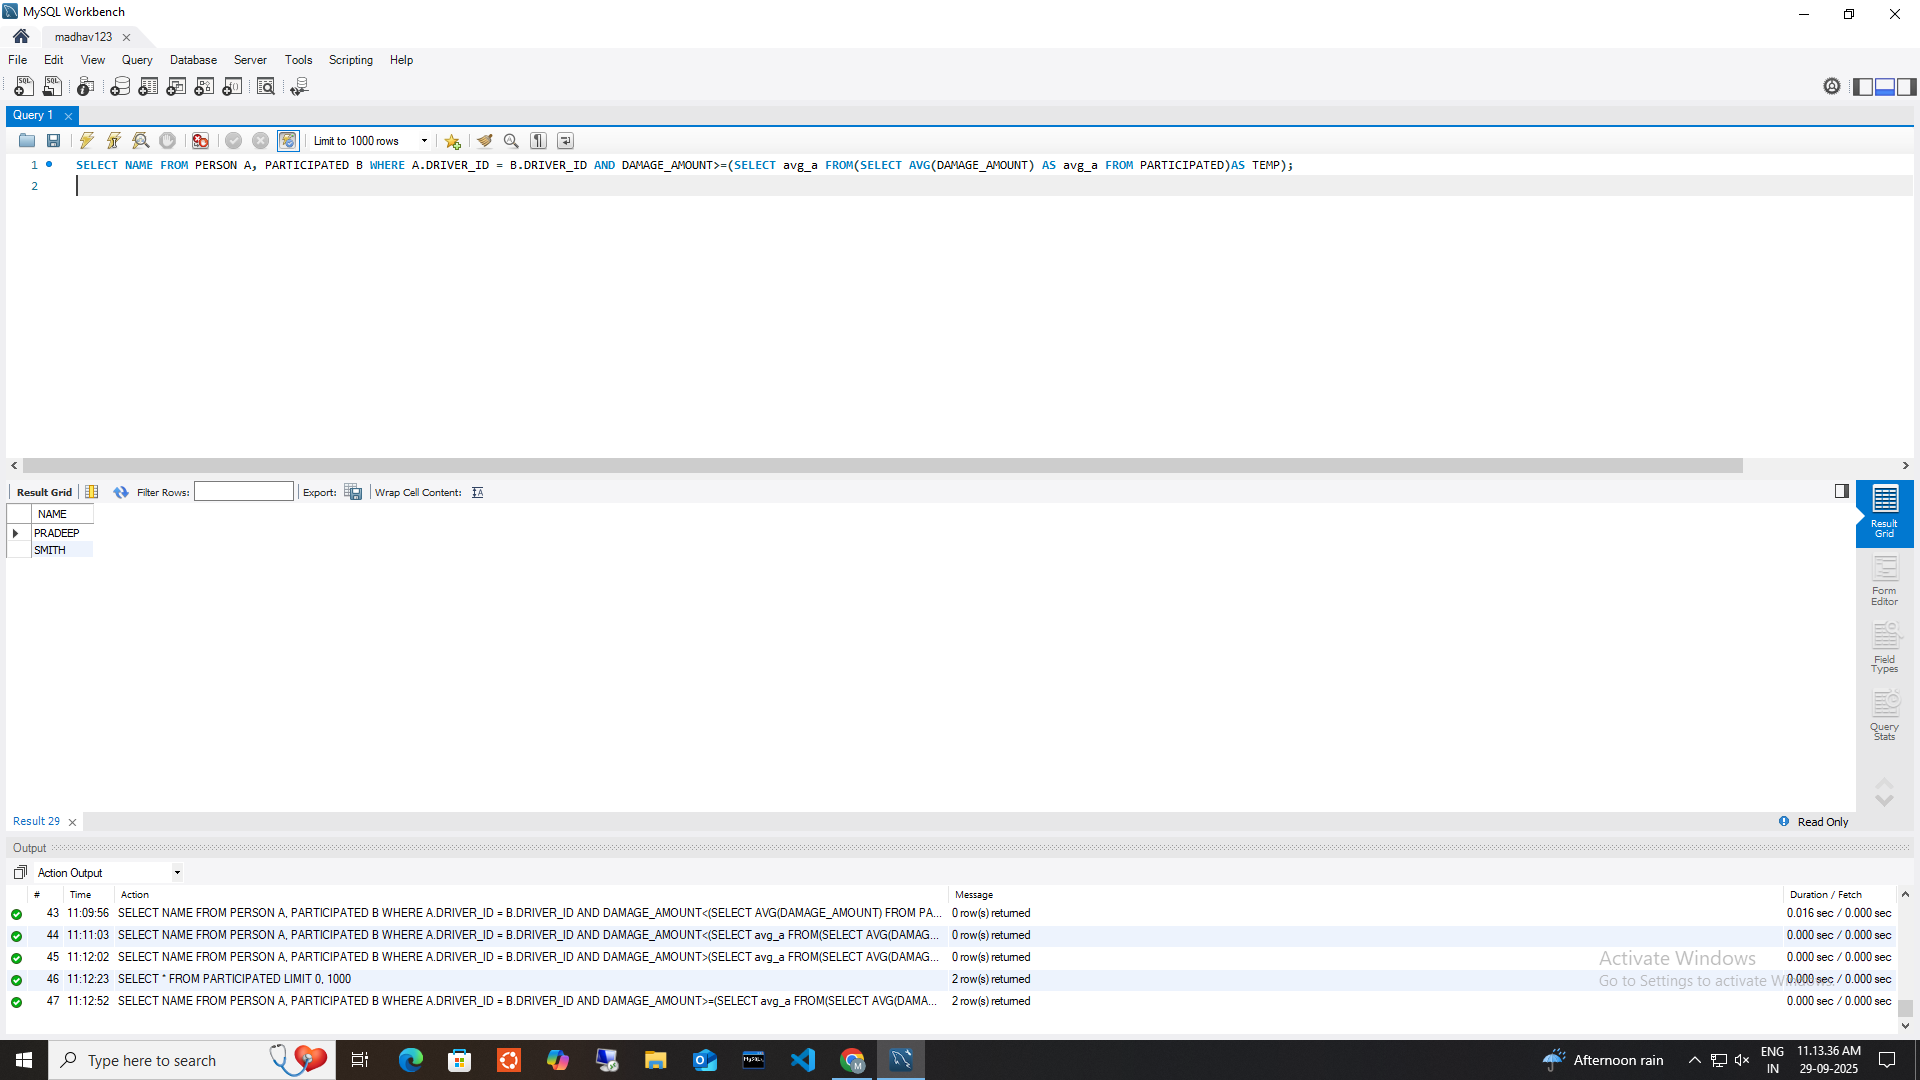 MySQL Workbench
madhav123
File Edit View Query Database Server Tools Scripting Help
Query 1
Limit to 1000 rows
1 SELECT NAME FROM PERSON A, PARTICIPATED B WHERE A.DRIVER_ID = B.DRIVER_ID AND DAMAGE_AMOUNT>=(SELECT avg_a FROM(SELECT AVG(DAMAGE_AMOUNT) AS avg_a FROM PARTICIPATED)AS TEMP);
2
Result Grid Filter Rows: Export: Wrap Cell Content:
NAME
PRADEEP
SMITH
Result
Grid
Form
Editor
Field
Types
Query
Stats
Result 29 Read Only
Output
Action Output
# Time Action Message Duration / Fetch
43 11:09:56 SELECT NAME FROM PERSON A, PARTICIPATED B WHERE A.DRIVER_ID = B.DRIVER_ID AND DAMAGE_AMOUNT<(SELECT AVG(DAMAGE_AMOUNT) FROM PA... 0 row(s) returned 0.016 sec / 0.000 sec
44 11:11:03 SELECT NAME FROM PERSON A, PARTICIPATED B WHERE A.DRIVER_ID = B.DRIVER_ID AND DAMAGE_AMOUNT<(SELECT avg_a FROM(SELECT AVG(DAMAG... 0 row(s) returned 0.000 sec / 0.000 sec
45 11:12:02 SELECT NAME FROM PERSON A, PARTICIPATED B WHERE A.DRIVER_ID = B.DRIVER_ID AND DAMAGE_AMOUNT>(SELECT avg_a FROM(SELECT AVG(DAMAG... 0 row(s) returned 0.000 sec / 0.000 sec
46 11:12:23 SELECT * FROM PARTICIPATED LIMIT 0, 1000 2 row(s) returned 0.000 sec / 0.000 sec
47 11:12:52 SELECT NAME FROM PERSON A, PARTICIPATED B WHERE A.DRIVER_ID = B.DRIVER_ID AND DAMAGE_AMOUNT>=(SELECT avg_a FROM(SELECT AVG(DAMA... 2 row(s) returned 0.000 sec / 0.000 sec
Activate Windows
Go to Settings to activate Windows.
Type here to search
Afternoon rain
ENG
IN
11.13.36 AM
29-09-2025